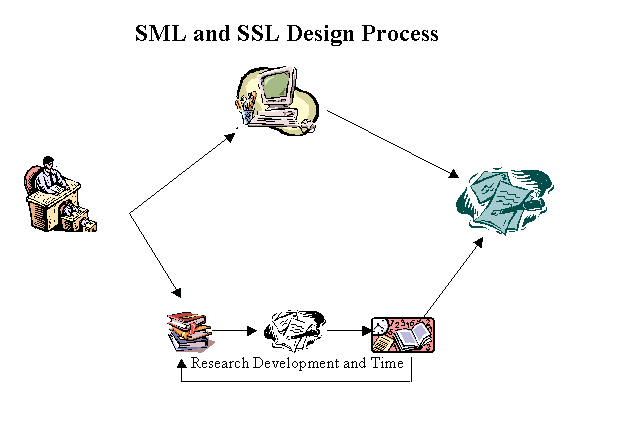 SML and SSL Design Process
Research Development and Time